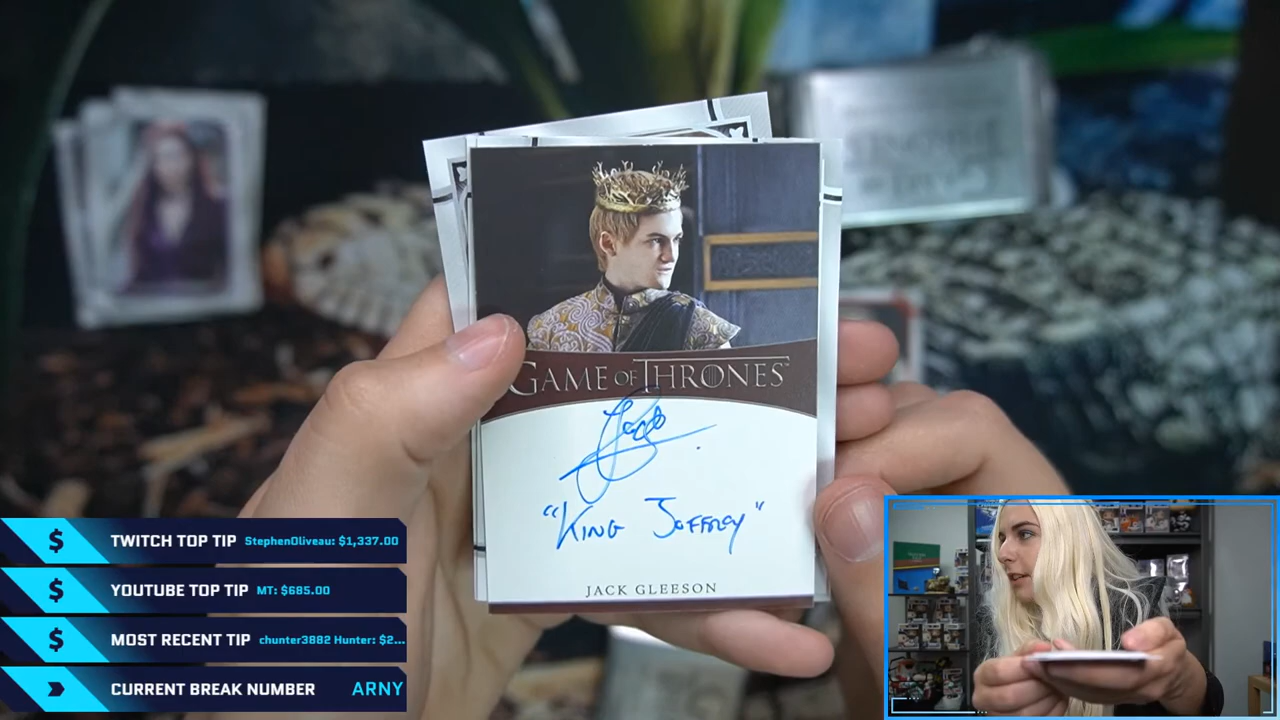 GAME OF THRONES™
"KING JOFFREY"
JACK GLEESON
$ TWITCH TOP TIP StephenOliveau: $1,337.00
$ YOUTUBE TOP TIP MT: $685.00
$ MOST RECENT TIP chunter3882 Hunter: $2...
CURRENT BREAK NUMBER ARNY